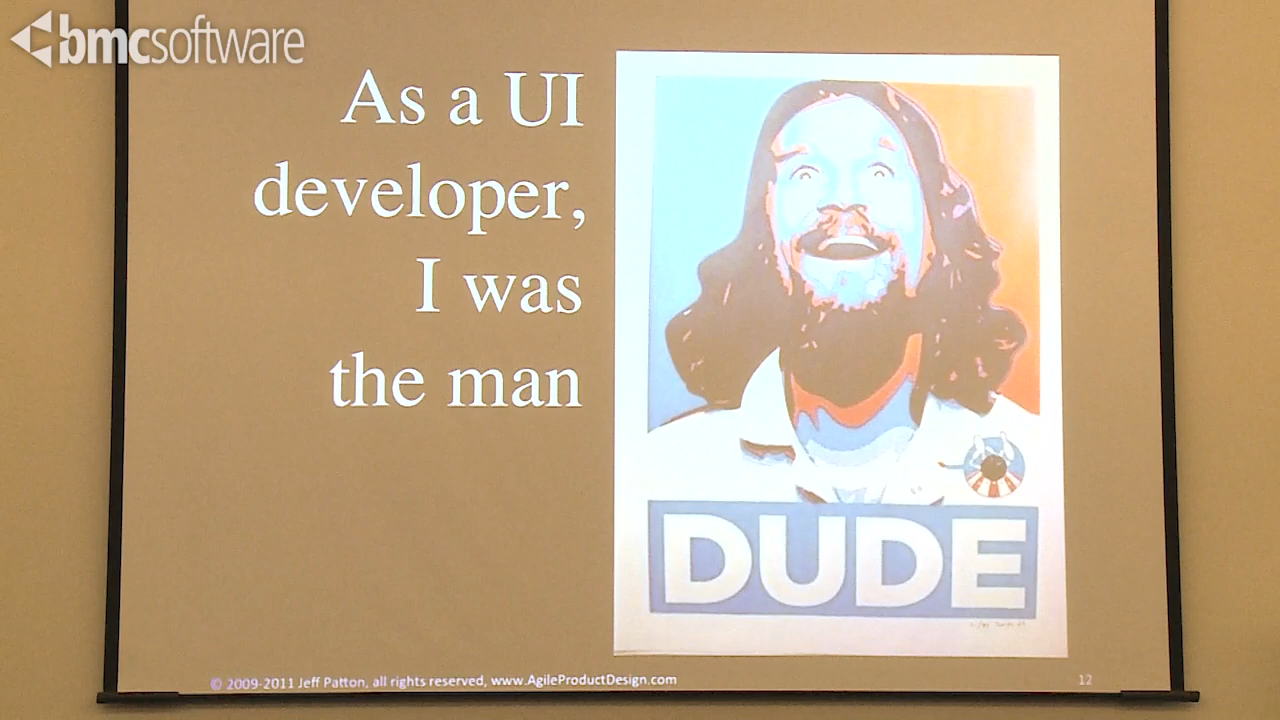 bmcsoftware
As a UI
developer,
I was
the man
DUDE
© 2009-2011 Jeff Patton, all rights reserved, www.AgileProductDesign.com
12